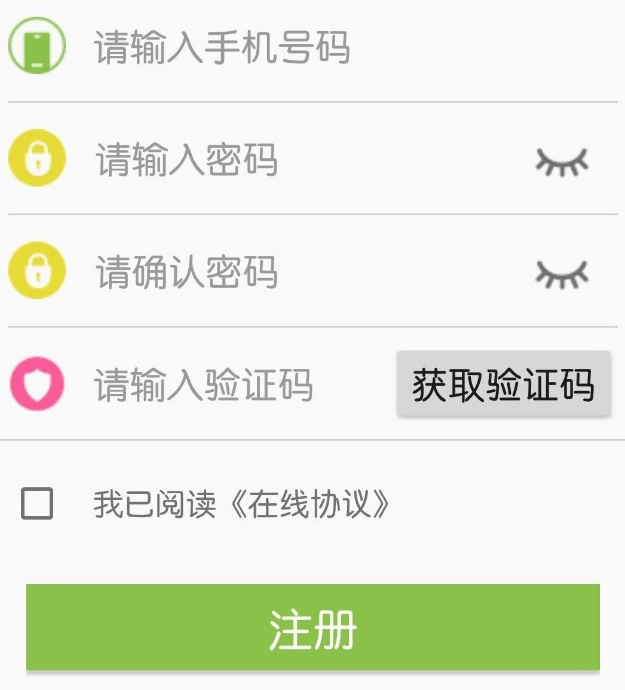 请输入手机号码
请输入密码
请确认密码
请输入验证码 获取验证码
我已阅读《在线协议》
注册